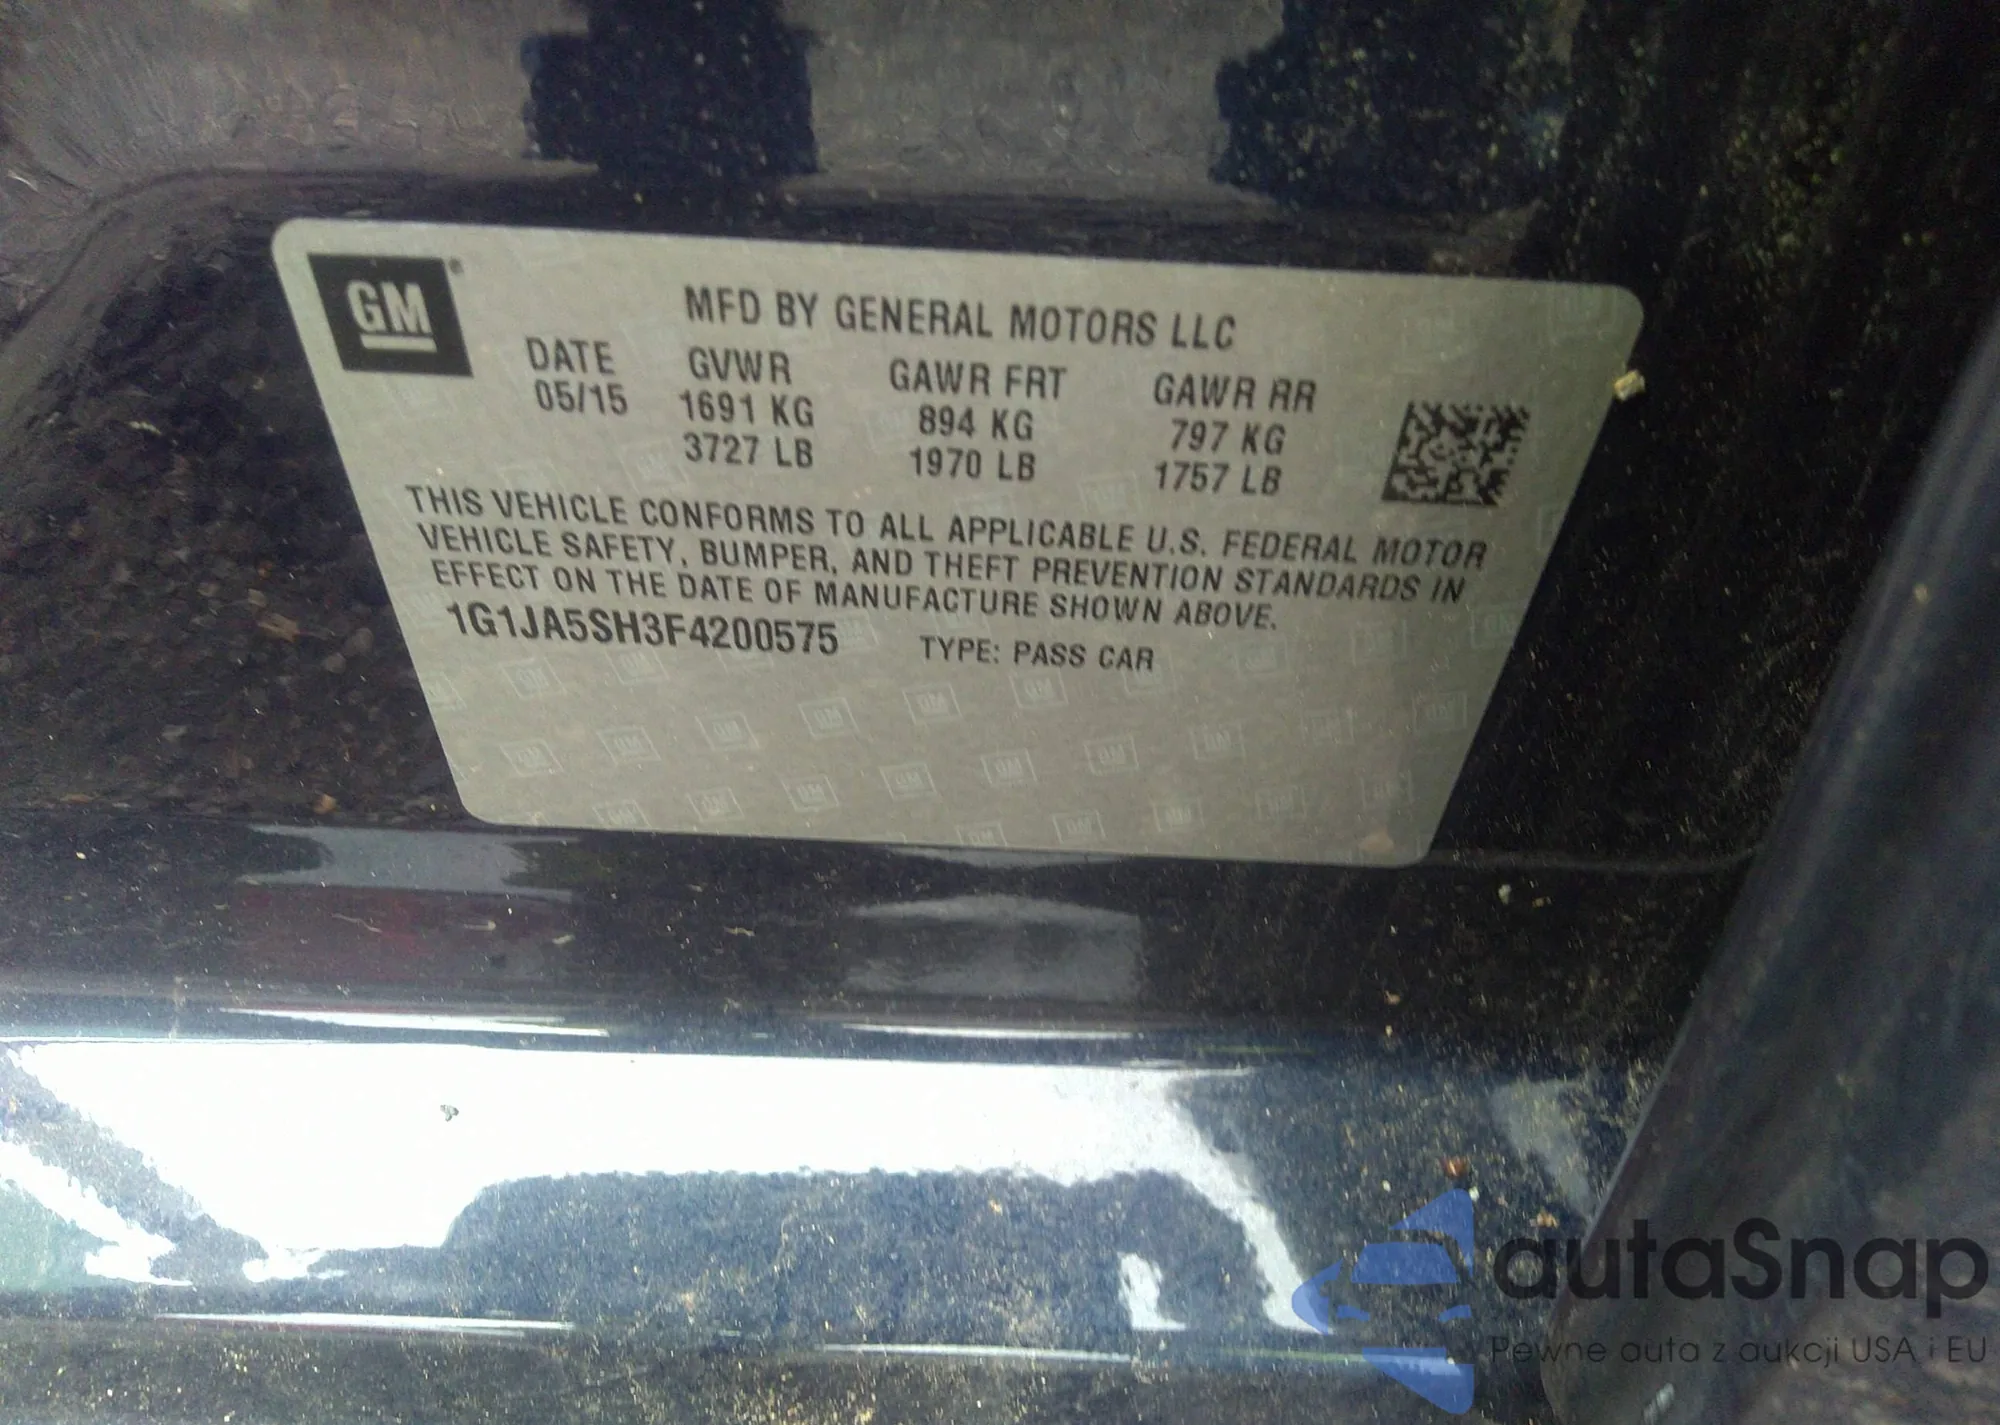 GM®
MFD BY GENERAL MOTORS LLC
DATE GVWR GAWR FRT GAWR RR
05/15 1691 KG 894 KG 797 KG
3727 LB 1970 LB 1757 LB
THIS VEHICLE CONFORMS TO ALL APPLICABLE U.S. FEDERAL MOTOR
VEHICLE SAFETY, BUMPER, AND THEFT PREVENTION STANDARDS IN
EFFECT ON THE DATE OF MANUFACTURE SHOWN ABOVE.
1G1JA5SH3F4200575 TYPE: PASS CAR
autaSnap
Pewne auta z aukcji USA i EU